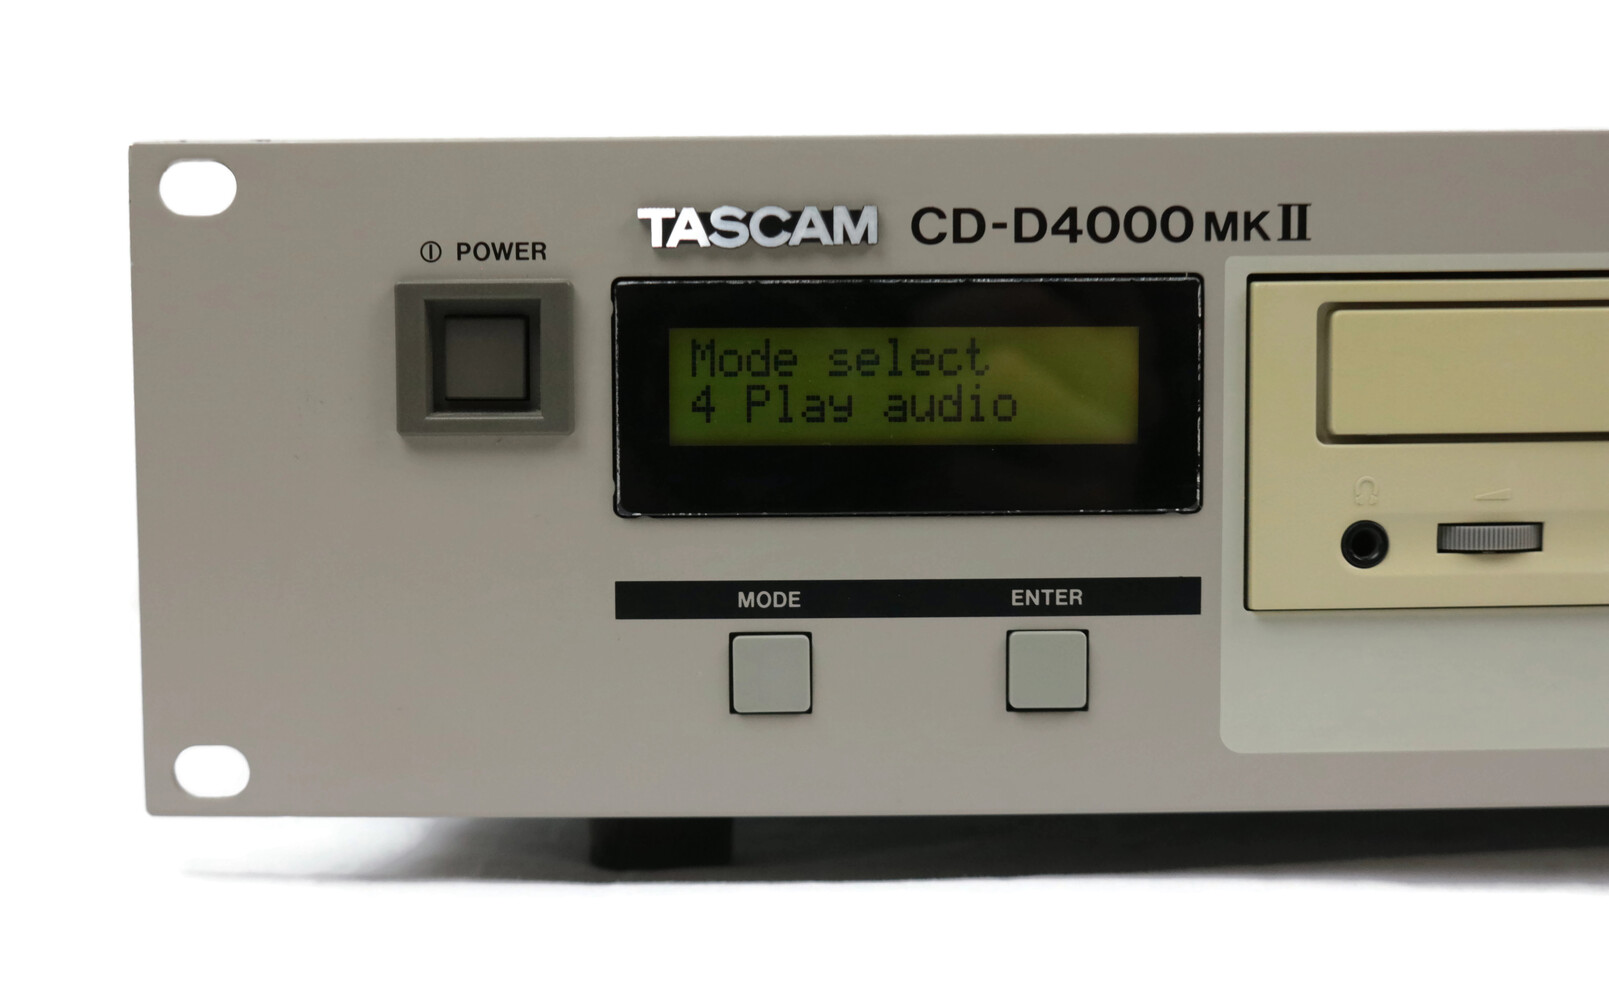 TASCAM CD-D4000 MKII
POWER
Mode select
4 Play audio
MODE ENTER